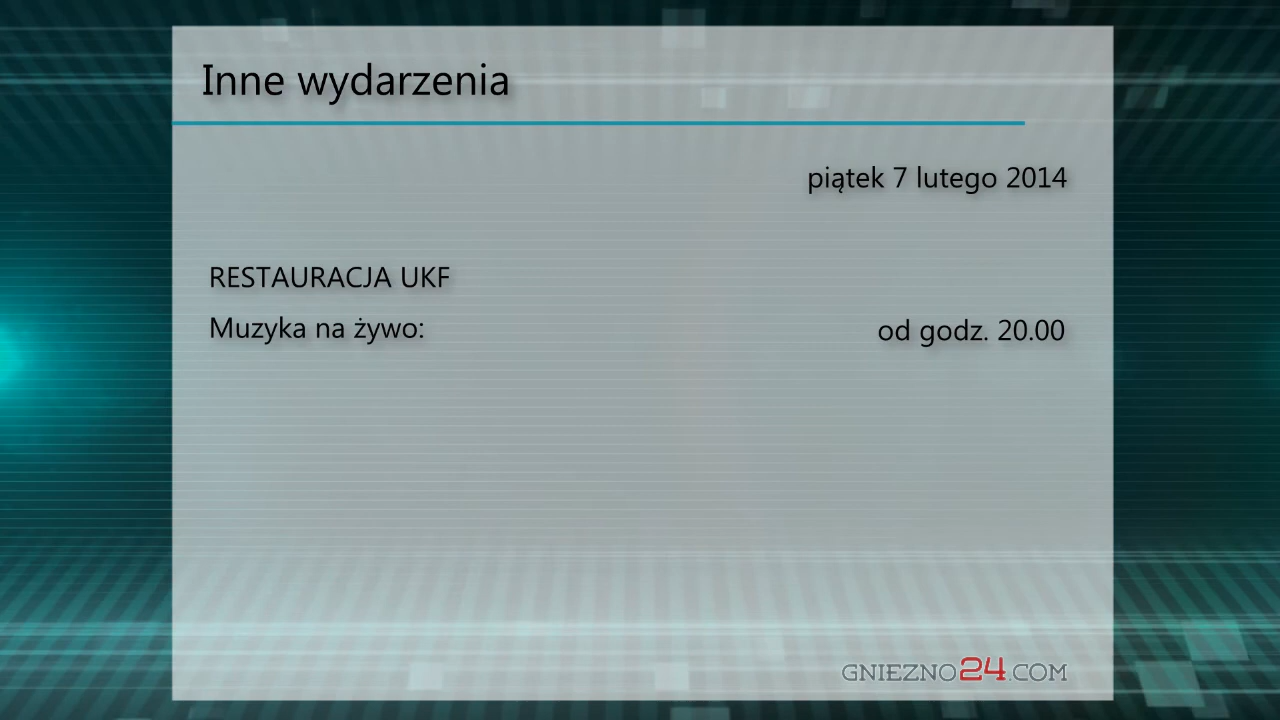 Inne wydarzenia
piątek 7 lutego 2014
RESTAURACJA UKF
Muzyka na żywo: od godz. 20.00
GNIEZNO24.COM